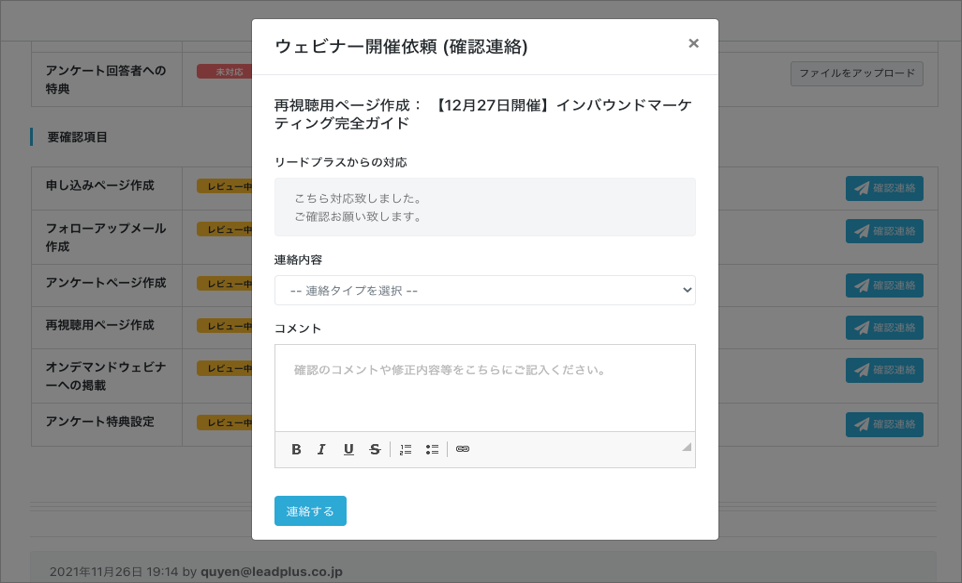 ウェビナー開催依頼 (確認連絡)
×
再視聴用ページ作成： 【12月27日開催】インバウンドマーケ
ティング完全ガイド
リードプラスからの対応
こちら対応致しました。
ご確認お願い致します。
連絡内容
-- 連絡タイプを選択 --
コメント
確認のコメントや修正内容等をこちらにご記入ください。
B I U S
連絡する
アンケート回答者への
特典
未対応
ファイルをアップロード
要確認項目
申し込みページ作成
レビュー中
確認連絡
フォローアップメール
作成
レビュー中
確認連絡
アンケートページ作成
レビュー中
確認連絡
再視聴用ページ作成
レビュー中
確認連絡
オンデマンドウェビナ
ーへの掲載
レビュー中
確認連絡
アンケート特典設定
レビュー中
確認連絡
2021年11月26日 19:14 by quyen@leadplus.co.jp